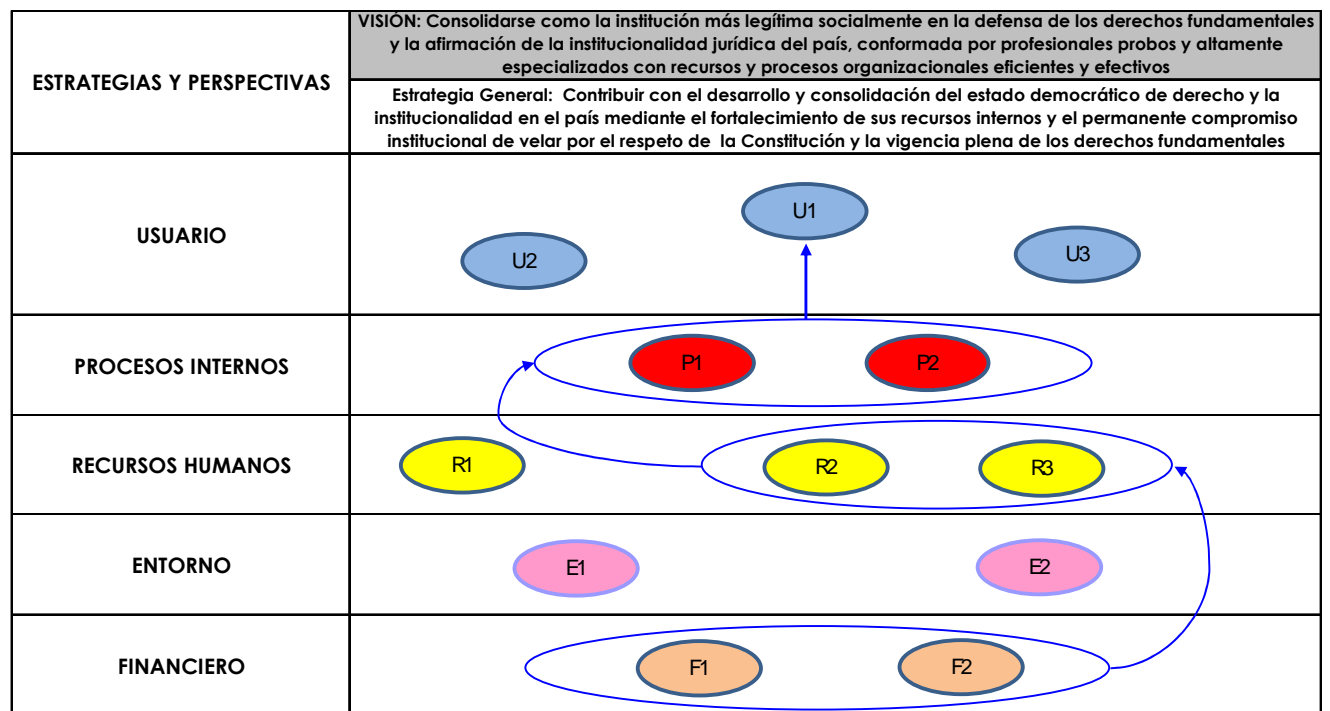 ESTRATEGIAS Y PERSPECTIVAS
VISIÓN: Consolidarse como la institución más legítima socialmente en la defensa de los derechos fundamentales
y la afirmación de la institucionalidad jurídica del país, conformada por profesionales probos y altamente
especializados con recursos y procesos organizacionales eficientes y efectivos
Estrategia General: Contribuir con el desarrollo y consolidación del estado democrático de derecho y la
institucionalidad en el país mediante el fortalecimiento de sus recursos internos y el permanente compromiso
institucional de velar por el respeto de la Constitución y la vigencia plena de los derechos fundamentales
USUARIO
U1
U2
U3
PROCESOS INTERNOS
P1
P2
RECURSOS HUMANOS
R1
R2
R3
ENTORNO
E1
E2
FINANCIERO
F1
F2